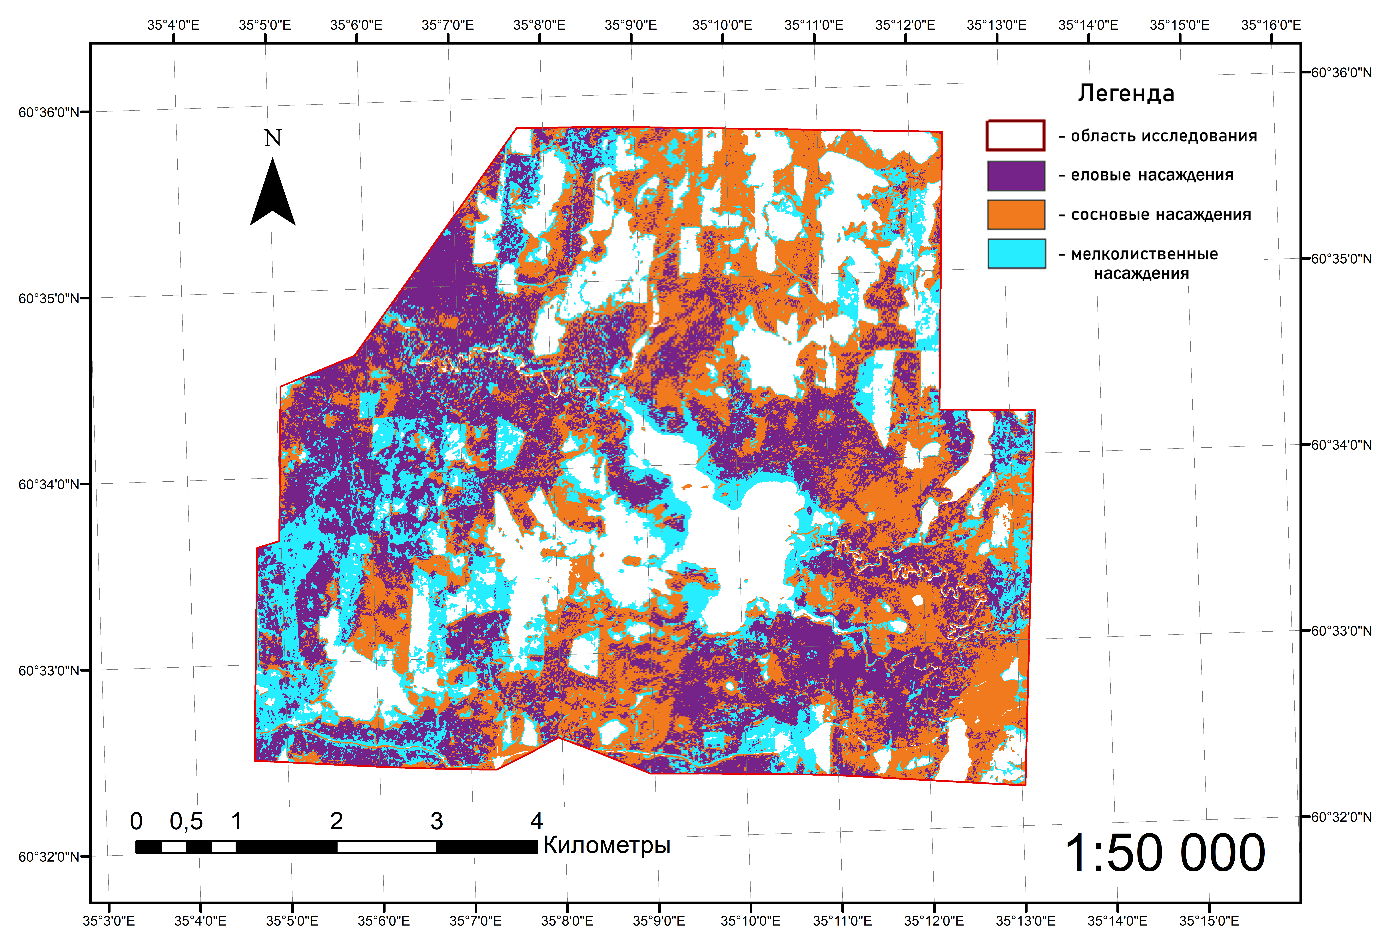 35°4'0"E 35°5'0"E 35°6'0"E 35°7'0"E 35°8'0"E 35°9'0"E 35°10'0"E 35°11'0"E 35°12'0"E 35°13'0"E 35°14'0"E 35°15'0"E 35°16'0"E
60°36'0"N
60°36'0"N
Легенда
N
- область исследования
- еловые насаждения
- сосновые насаждения
- мелколиственные
насаждения
60°35'0"N
60°35'0"N
60°34'0"N
60°34'0"N
60°33'0"N
60°33'0"N
60°32'0"N
0 0,5 1 2 3 4
Километры
1:50 000
60°32'0"N
35°3'0"E 35°4'0"E 35°5'0"E 35°6'0"E 35°7'0"E 35°8'0"E 35°9'0"E 35°10'0"E 35°11'0"E 35°12'0"E 35°13'0"E 35°14'0"E 35°15'0"E